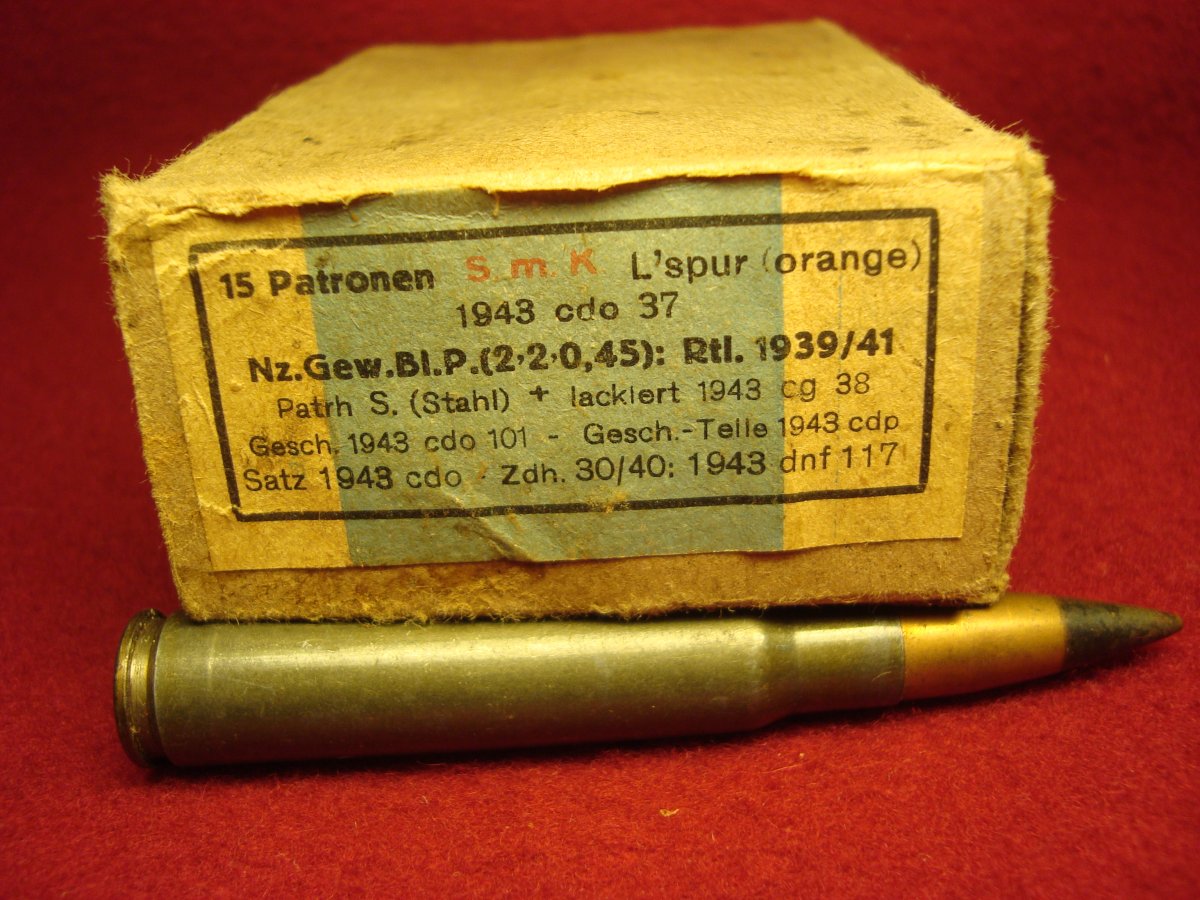 15 Patronen S. m. K. L'spur (orange)
1943 cdo 37
Nz.Gew.Bl.P.(2·2·0,45): Rtl. 1939/41
Patrh S. (Stahl) + lackiert 1943 cg 38
Gesch. 1943 cdo 101 - Gesch.-Teile 1943 cdp
Satz 1943 cdo - Zdh. 30/40: 1943 dnf 117